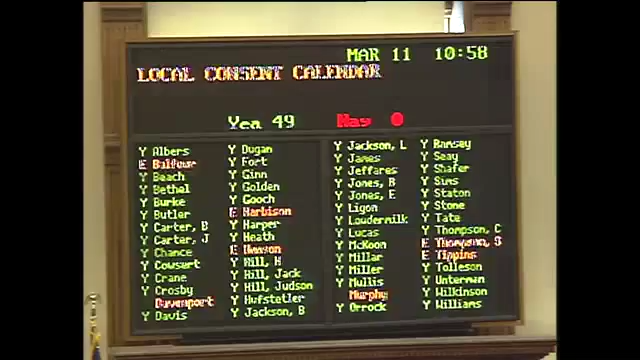 MAR 11 10:58
LOCAL CONSENT CALENDAR
Yea 49 Nay 0
Y Albers
E Balfour
Y Beach
Y Bethel
Y Burke
Y Butler
Y Carter, B
Y Carter, J
Y Chance
Y Cowsert
Y Crane
Y Crosby
Davenport
Y Davis
Y Dugan
Y Fort
Y Ginn
Y Golden
Y Gooch
E Harbison
Y Harper
Y Heath
E Henson
Y Hill, H
Y Hill, Jack
Y Hill, Judson
Y Hufstetler
Y Jackson, B
Y Jackson, L
Y James
Y Jeffares
Y Jones, B
Y Jones, E
Y Ligon
Y Loudermilk
Y Lucas
Y McKoon
Y Millar
Y Miller
Y Mullis
Murphy
Y Orrock
Y Ramsey
Y Seay
Y Shafer
Y Sims
Y Staton
Y Stone
Y Tate
Y Thompson, C
E Thompson, S
E Tippins
Y Tolleson
Y Unterman
Y Wilkinson
Y Williams